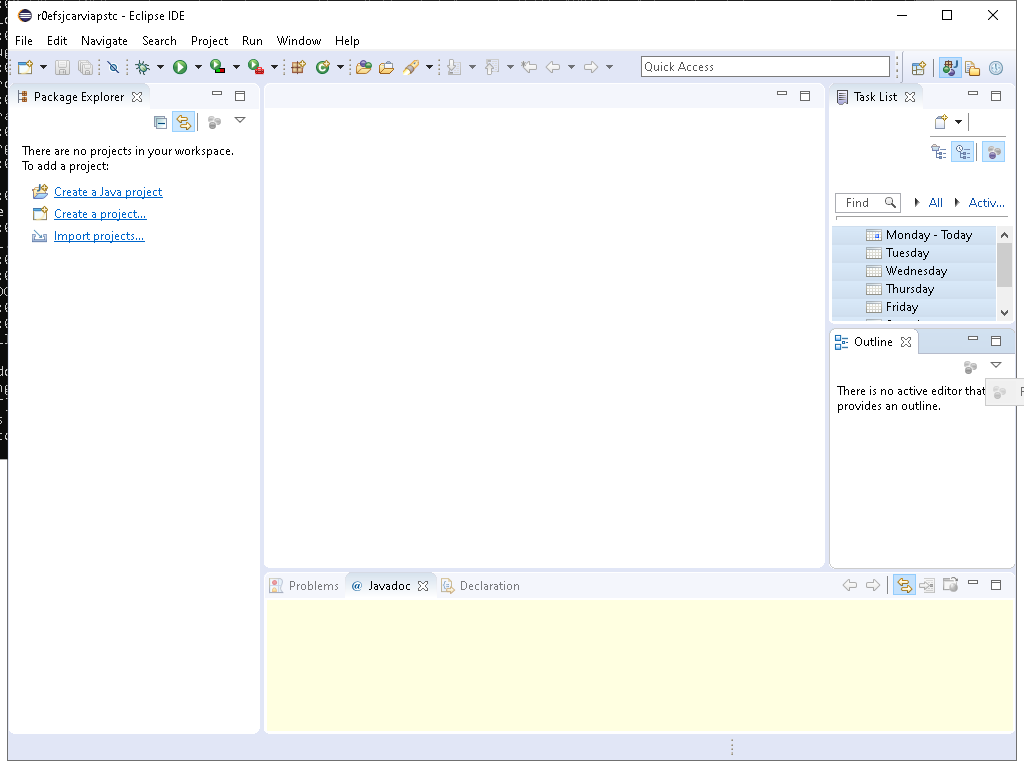 r0efsjcarviapstc - Eclipse IDE
File Edit Navigate Search Project Run Window Help
Quick Access
Package Explorer
There are no projects in your workspace.
To add a project:
Create a Java project
Create a project...
Import projects...
Task List
Find All Activ...
Monday - Today
Tuesday
Wednesday
Thursday
Friday
Outline
There is no active editor that
provides an outline.
Problems @ Javadoc Declaration